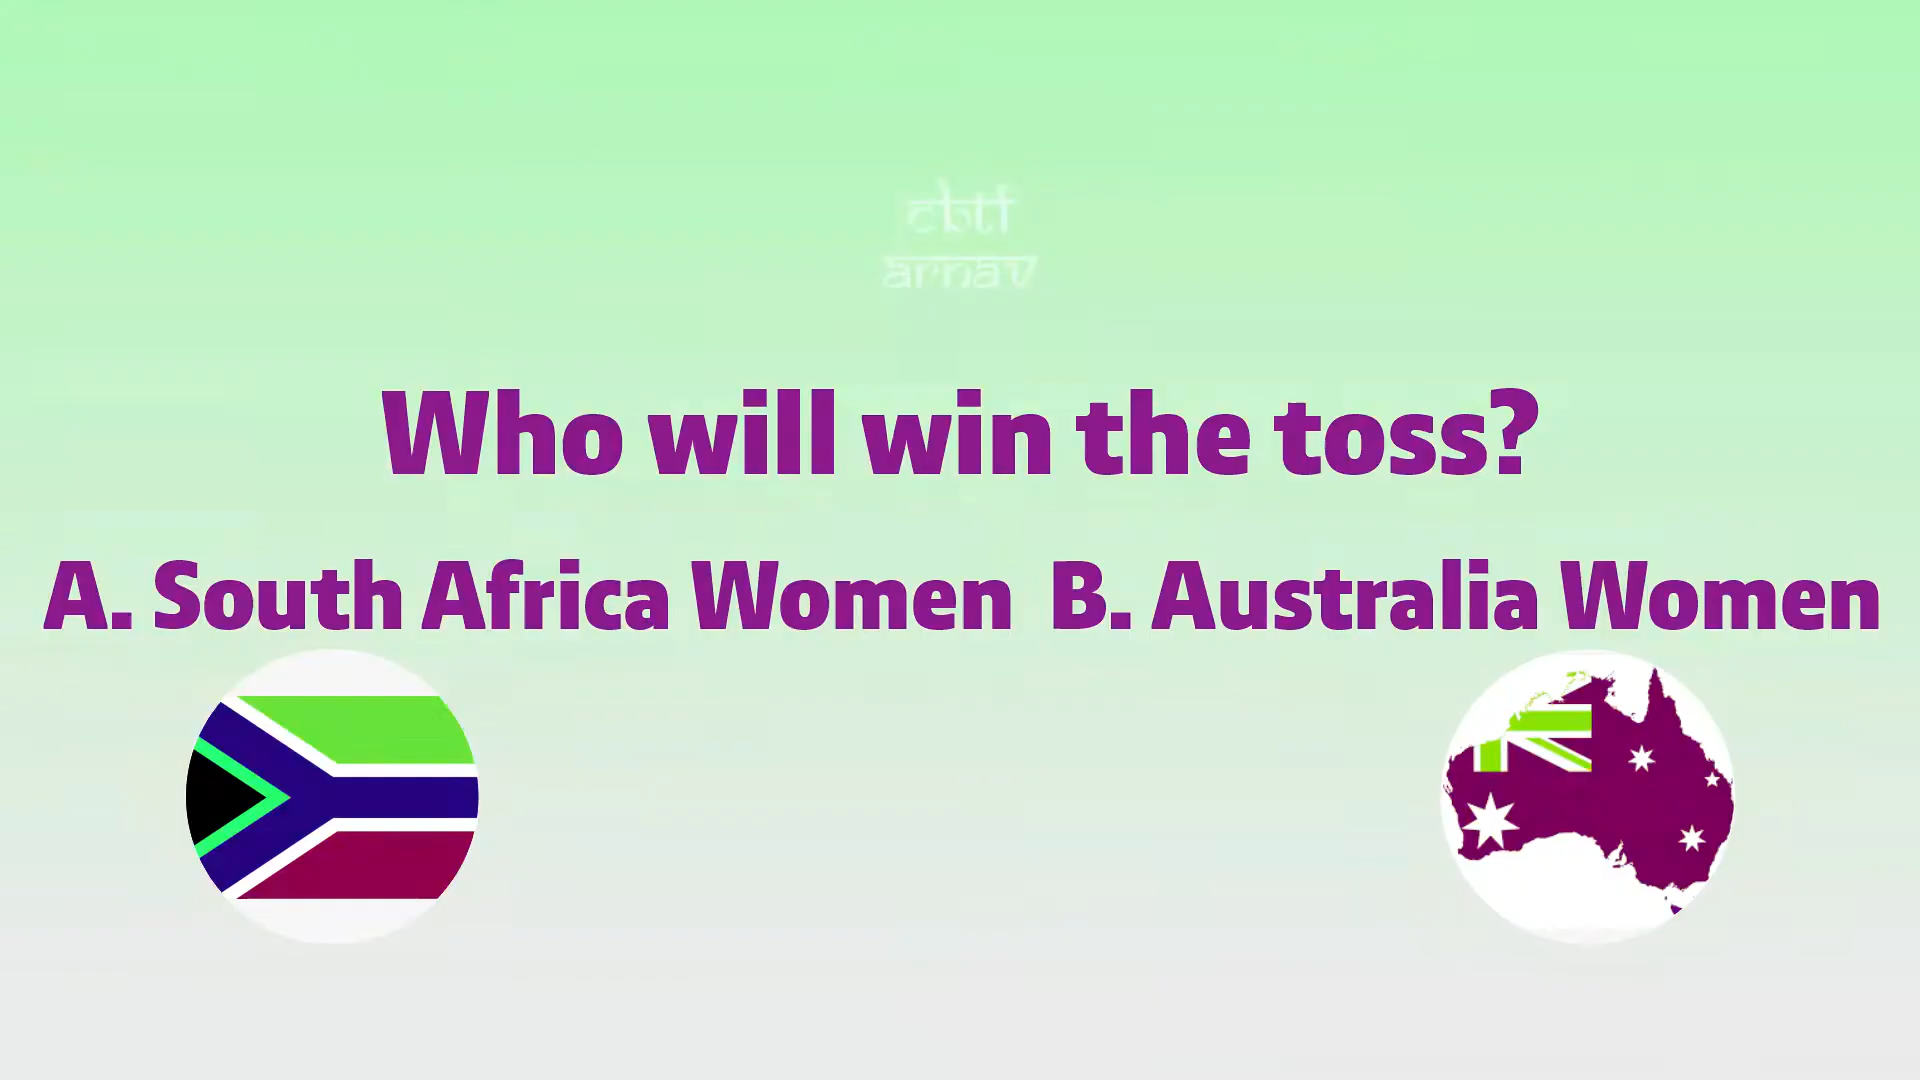 cbtf
arnav
Who will win the toss?
A. South Africa Women B. Australia Women